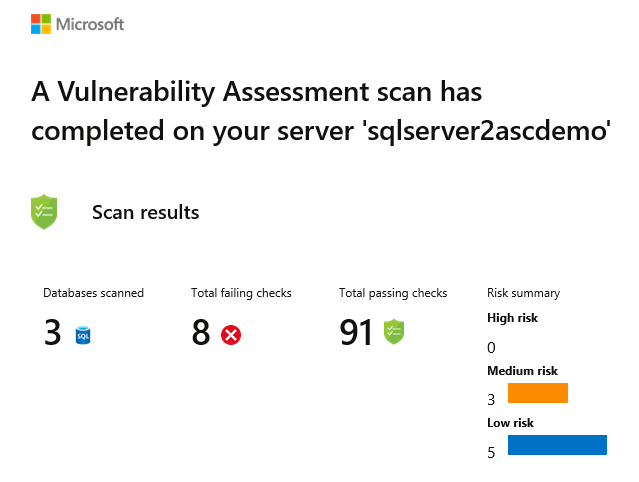 Microsoft
A Vulnerability Assessment scan has
completed on your server 'sqlserver2ascdemo'
Scan results
Databases scanned
3
SQL
Total failing checks
8
Total passing checks
91
Risk summary
High risk
0
Medium risk
3
Low risk
5